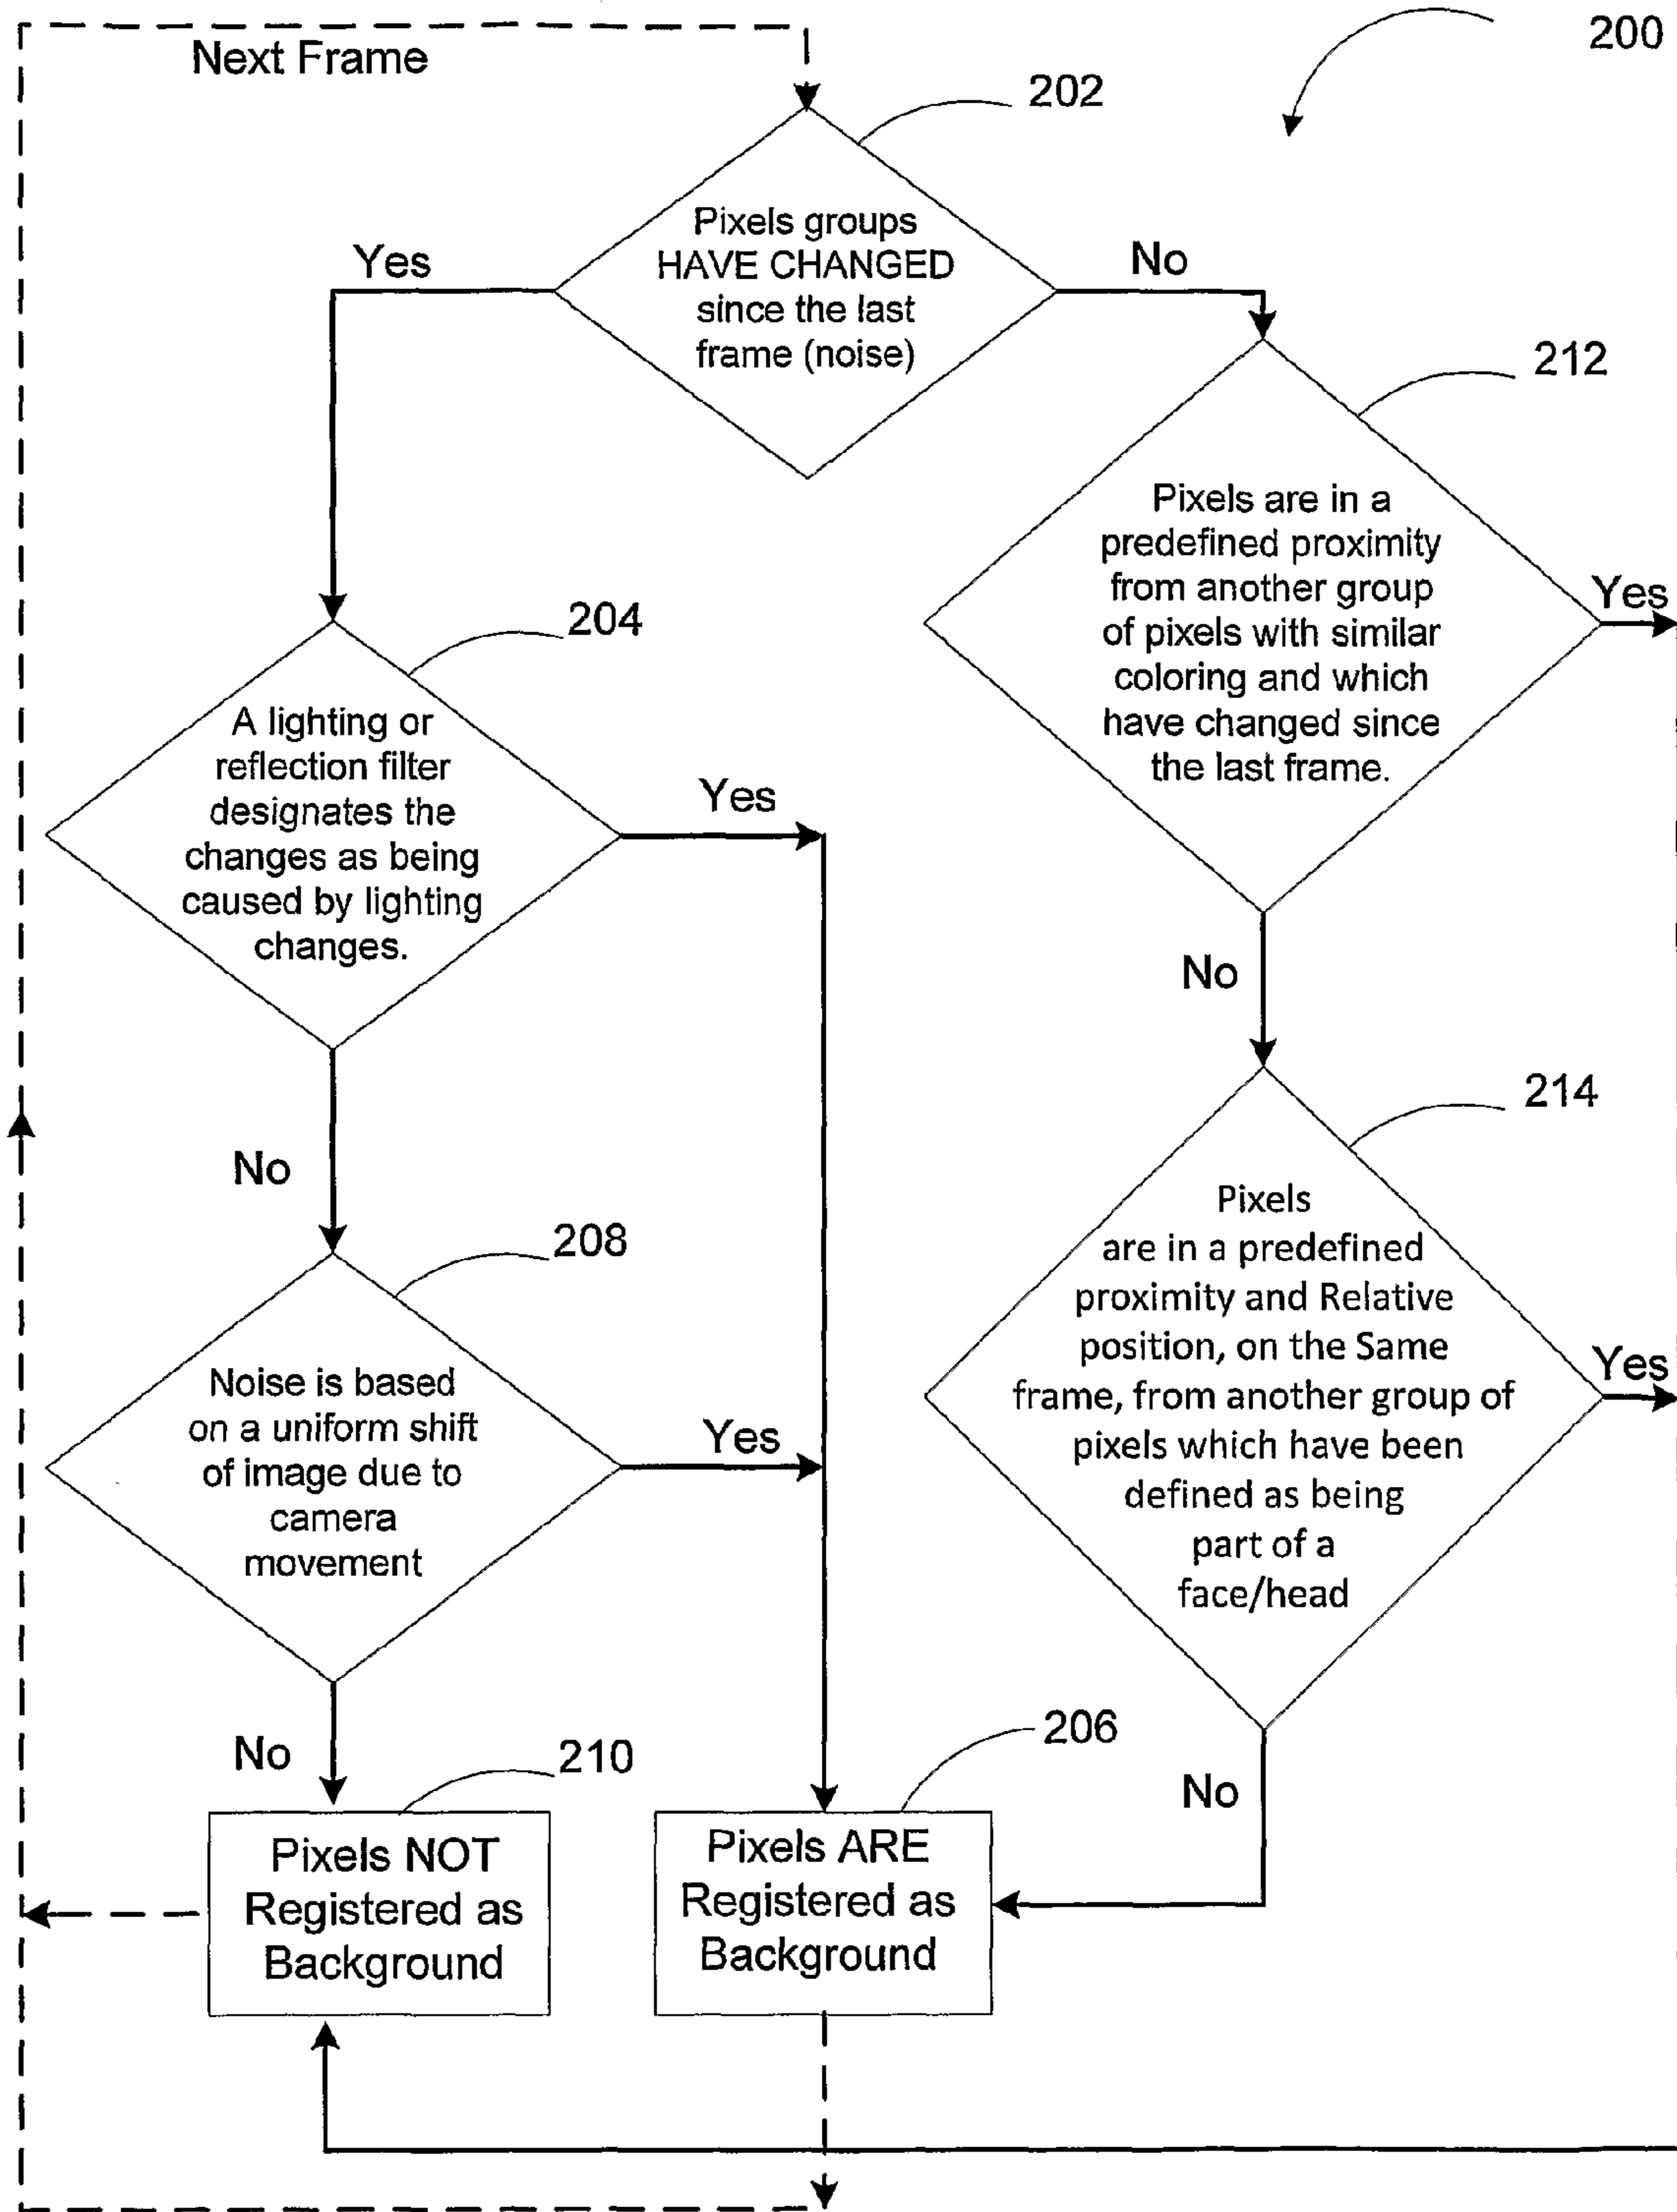 200
Next Frame
202
Pixels groups
HAVE CHANGED
since the last
frame (noise)
Yes
No
212
Pixels are in a
predefined proximity
from another group
of pixels with similar
coloring and which
have changed since
the last frame.
Yes
204
A lighting or
reflection filter
designates the
changes as being
caused by lighting
changes.
Yes
No
No
214
Pixels
are in a predefined
proximity and Relative
position, on the Same
frame, from another group of
pixels which have been
defined as being
part of a
face/head
Yes
208
Noise is based
on a uniform shift
of image due to
camera
movement
Yes
No
No
210
Pixels NOT
Registered as
Background
206
Pixels ARE
Registered as
Background